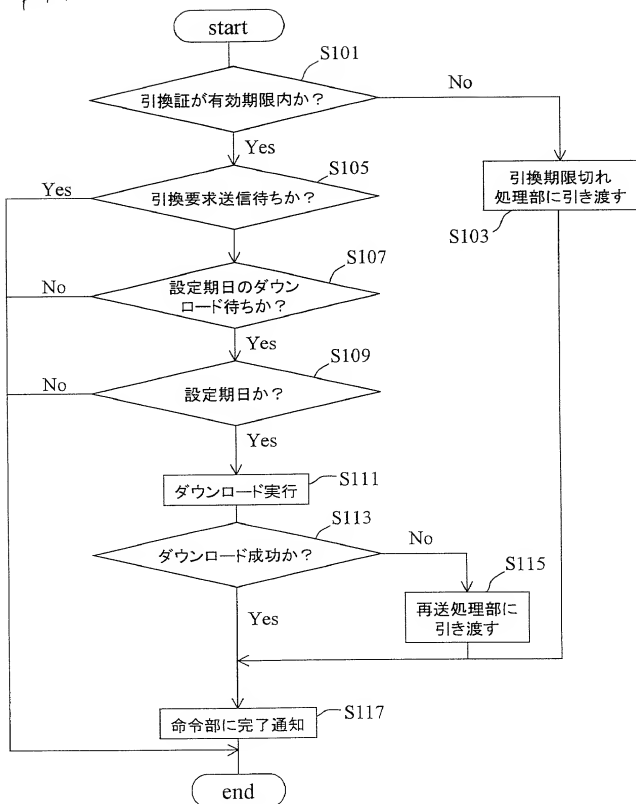 start
S101
引換証が有効期限内か？
No
Yes
S105
Yes
引換要求送信待ちか？
引換期限切れ
処理部に引き渡す
S103
S107
No
設定期日のダウン
ロード待ちか？
Yes
S109
No
設定期日か？
Yes
S111
ダウンロード実行
S113
ダウンロード成功か？
No
S115
Yes
再送処理部に
引き渡す
S117
命令部に完了通知
end